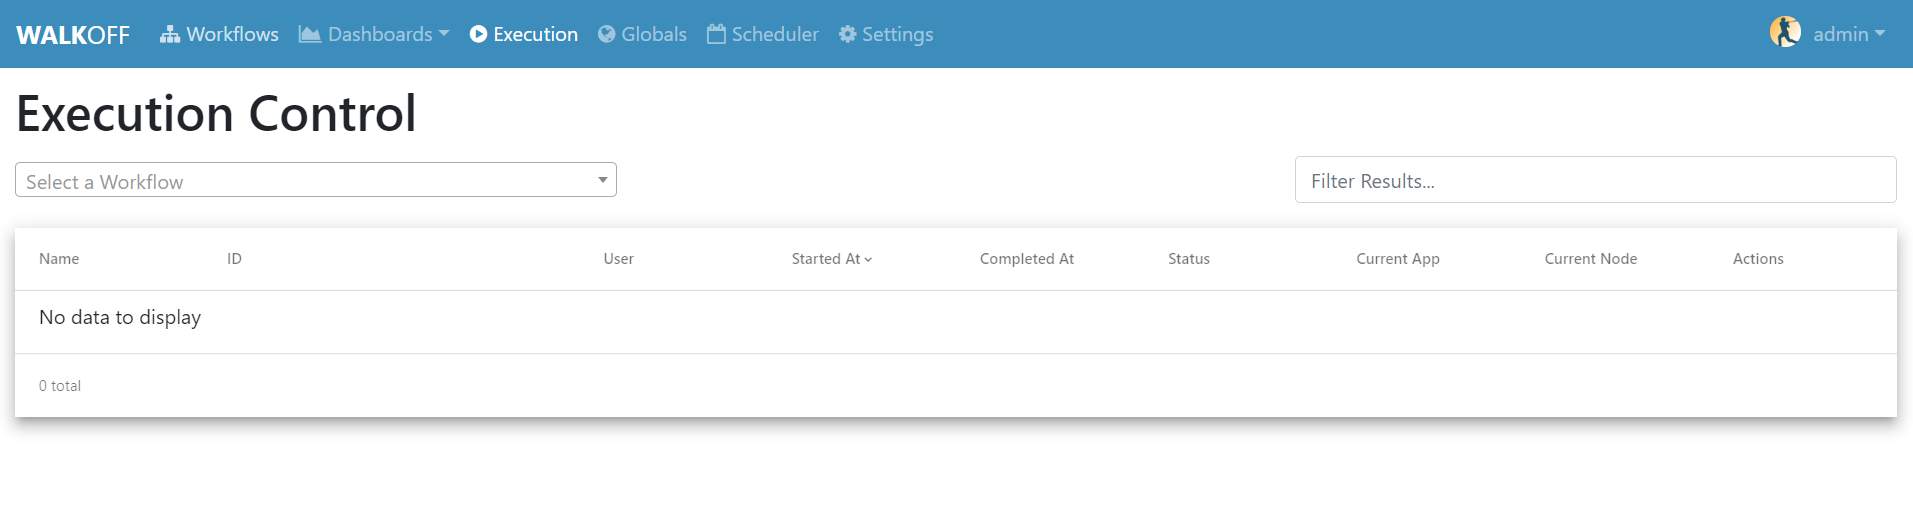 WALKOFF Workflows Dashboards Execution Globals Scheduler Settings admin
Execution Control
Select a Workflow Filter Results...
Name ID User Started At Completed At Status Current App Current Node Actions
No data to display
0 total